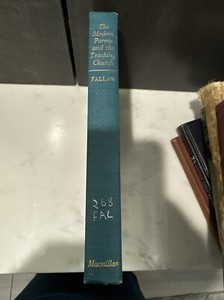 The
Modern
Parent
and the
Teaching
Church
FALLAW
268
FAL
Macmillan